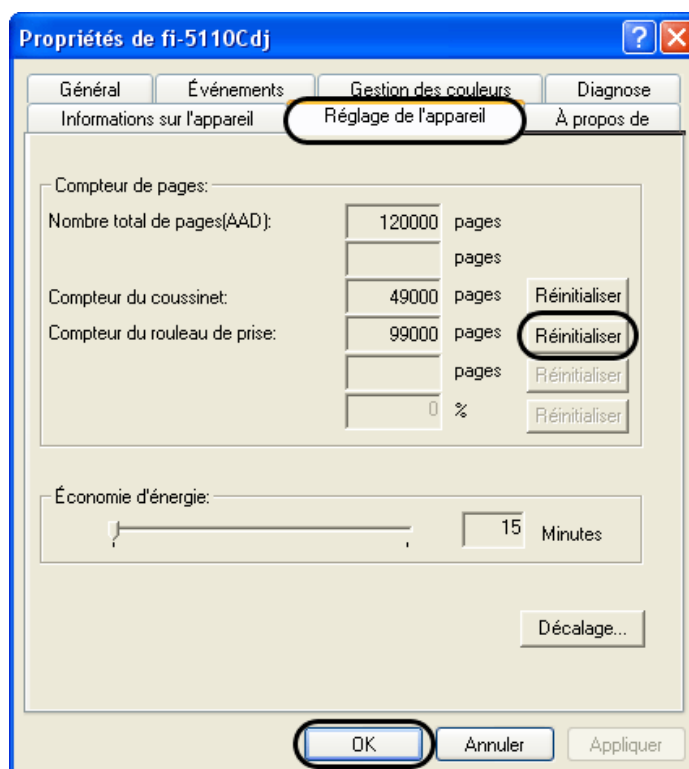 Propriétés de fi-5110Cdj
Général Événements Gestion des couleurs Diagnose
Informations sur l'appareil Réglage de l'appareil À propos de
Compteur de pages:
Nombre total de pages(AAD): 120000 pages
pages
Compteur du coussinet: 49000 pages Réinitialiser
Compteur du rouleau de prise: 99000 pages Réinitialiser
pages Réinitialiser
0 % Réinitialiser
Économie d'énergie:
15 Minutes
Décalage...
OK Annuler Appliquer